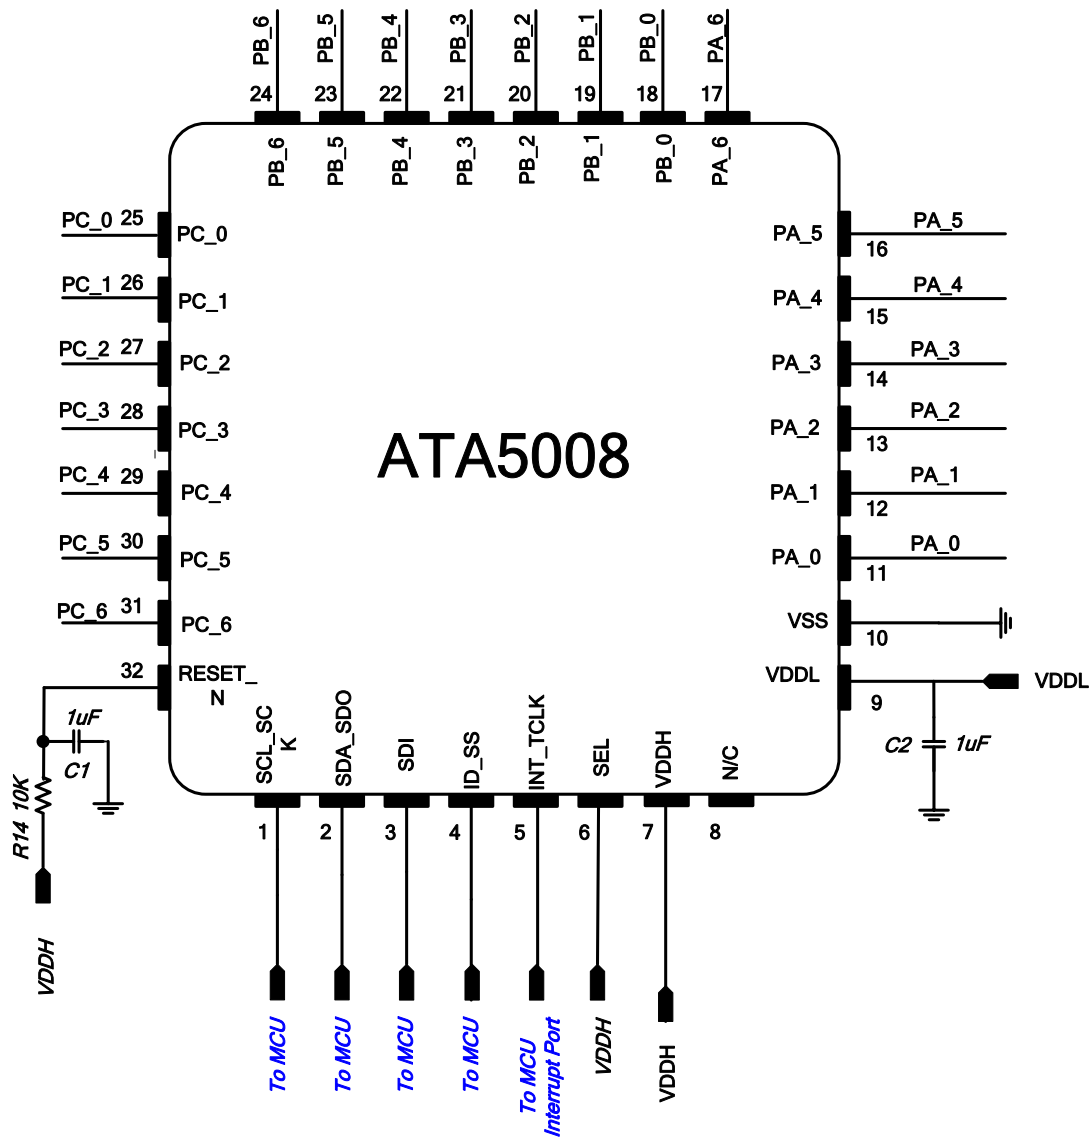 PB_6
PB_5
PB_4
PB_3
PB_2
PB_1
PB_0
PA_6
24
23
22
21
20
19
18
17
PB_6
PB_5
PB_4
PB_3
PB_2
PB_1
PB_0
PA_6
PC_0 25
PC_0
PA_5
PA_5
16
PC_1 26
PC_1
PA_4
PA_4
15
PC_2 27
PC_2
PA_3
PA_3
14
PC_3 28
PC_3
PA_2
PA_2
13
ATA5008
PC_4 29
PC_4
PA_1
PA_1
12
PC_5 30
PC_5
PA_0
PA_0
11
PC_6 31
PC_6
VSS
10
32
RESET_
N
VDDL
9
VDDL
1uF
C1
R14 10K
VDDH
C2
1uF
SCL_SC
K
SDA_SDO
SDI
ID_SS
INT_TCLK
SEL
VDDH
N/C
1
2
3
4
5
6
7
8
To MCU
To MCU
To MCU
To MCU
To MCU
Interrupt Port
VDDH
VDDH